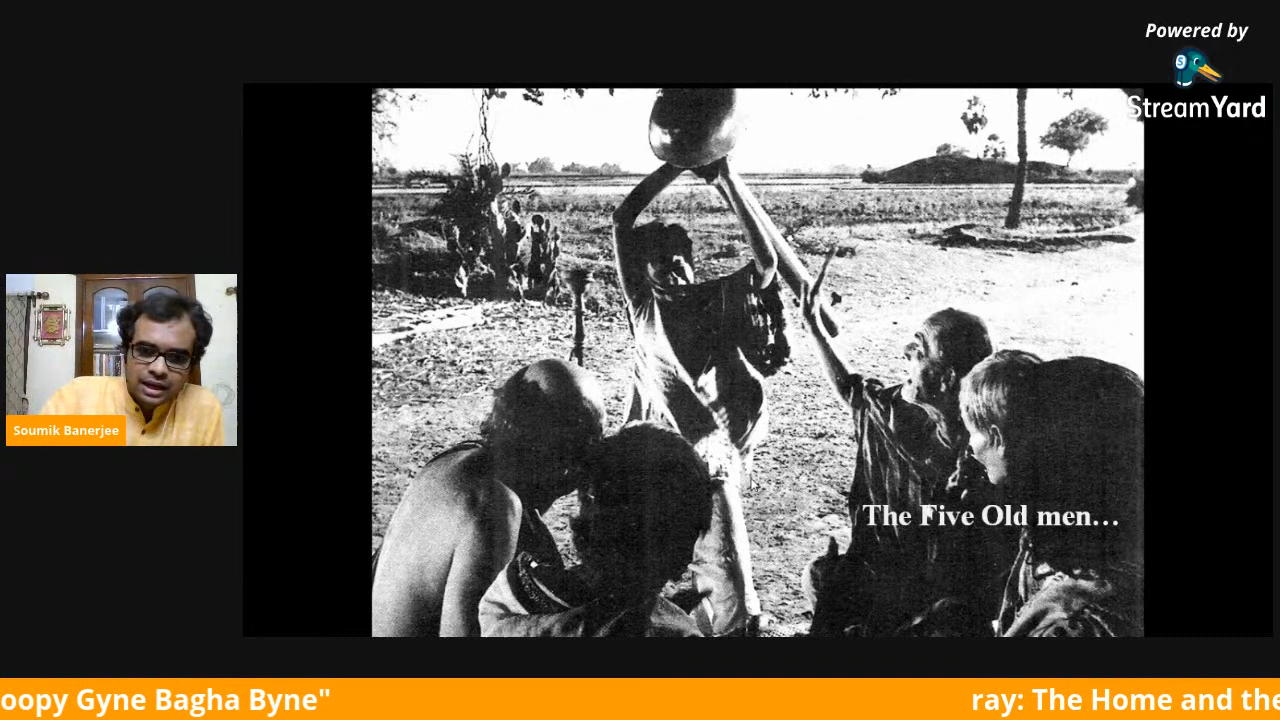 Powered by
StreamYard
Soumik Banerjee
The Five Old men...
oopy Gyne Bagha Byne" ray: The Home and the